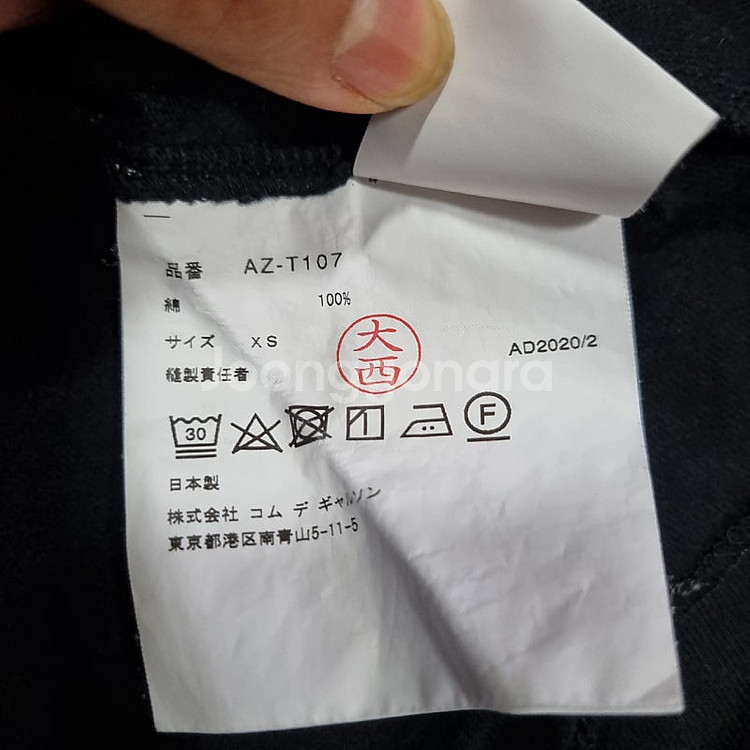 品番 AZ-T107
綿 100%
サイズ XS
大西
AD2020/2
縫製責任者
Joonggonara
30
F
日本製
株式会社 コム デ ギャルソン
東京都港区南青山5-11-5